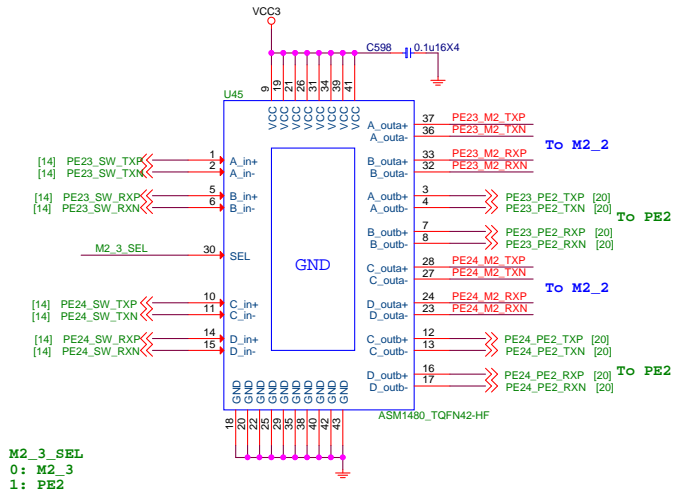 VCC3
C598 0.1u16X4
U45
9 19 21 26 31 34 39 41
VCC VCC VCC VCC VCC VCC VCC VCC
[14] PE23_SW_TXP 1 A_in+
[14] PE23_SW_TXN 2 A_in-
[14] PE23_SW_RXP 5 B_in+
[14] PE23_SW_RXN 6 B_in-
M2_3_SEL 30 SEL
[14] PE24_SW_TXP 10 C_in+
[14] PE24_SW_TXN 11 C_in-
[14] PE24_SW_RXP 14 D_in+
[14] PE24_SW_RXN 15 D_in-
GND
A_outa+ 37 PE23_M2_TXP
A_outa- 36 PE23_M2_TXN
To M2_2
B_outa+ 33 PE23_M2_RXP
B_outa- 32 PE23_M2_RXN
A_outb+ 3 PE23_PE2_TXP [20]
A_outb- 4 PE23_PE2_TXN [20]
To PE2
B_outb+ 7 PE23_PE2_RXP [20]
B_outb- 8 PE23_PE2_RXN [20]
C_outa+ 28 PE24_M2_TXP
C_outa- 27 PE24_M2_TXN
To M2_2
D_outa+ 24 PE24_M2_RXP
D_outa- 23 PE24_M2_RXN
C_outb+ 12 PE24_PE2_TXP [20]
C_outb- 13 PE24_PE2_TXN [20]
To PE2
D_outb+ 16 PE24_PE2_RXP [20]
D_outb- 17 PE24_PE2_RXN [20]
GND GND GND GND GND GND GND GND GND GND
18 20 22 25 29 35 38 40 42 43
ASM1480_TQFN42-HF
M2_3_SEL
0: M2_3
1: PE2